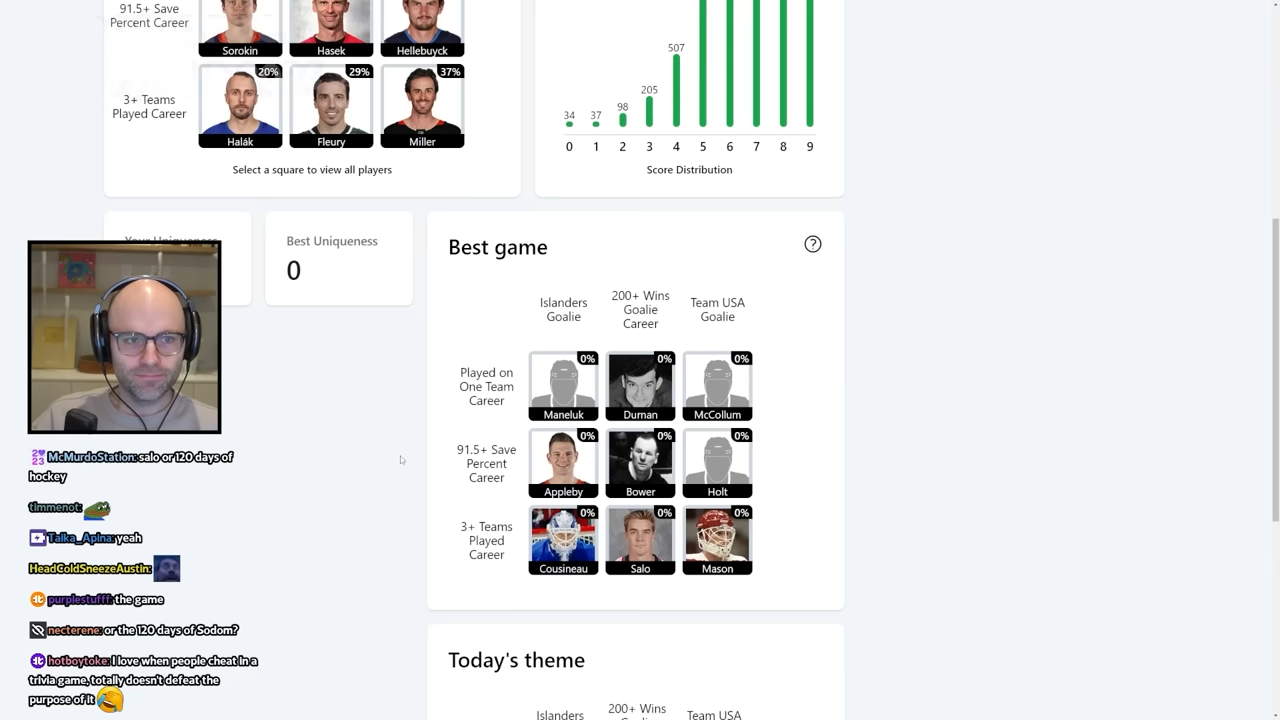 91.5+ Save
Percent Career
Sorokin
Hasek
Hellebuyck
3+ Teams
Played Career
20%
29%
37%
Halák
Fleury
Miller
Select a square to view all players
34
37
98
205
507
0 1 2 3 4 5 6 7 8 9
Score Distribution
Your Uniqueness
Best Uniqueness
0
Best game
Islanders
Goalie
200+ Wins
Goalie
Career
Team USA
Goalie
Played on
One Team
Career
0%
0%
0%
Maneluk
Durnan
McCollum
91.5+ Save
Percent
Career
0%
0%
0%
Appleby
Bower
Holt
3+ Teams
Played
Career
0%
0%
0%
Cousineau
Salo
Mason
Today's theme
Islanders
200+ Wins
Team USA
McMurdoStation: salo or 120 days of
hockey
timmenot:
Taika_Apina: yeah
HeadColdSneezeAustin:
purplestufff: the game
necterene: or the 120 days of Sodom?
hotboytoke: I love when people cheat in a
trivia game, totally doesn't defeat the
purpose of it